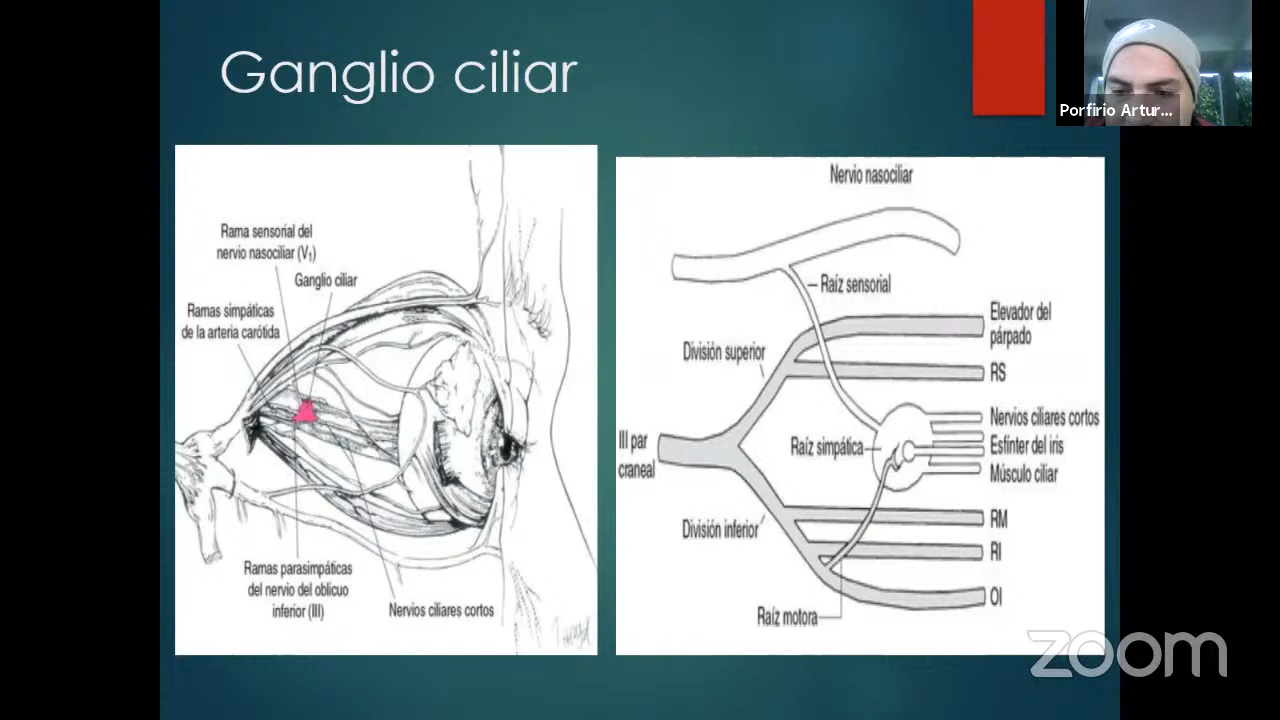 Ganglio ciliar
Porfirio Artur...
Rama sensorial del
nervio nasociliar (V₁)
Ganglio ciliar
Ramas simpáticas
de la arteria carótida
Ramas parasimpáticas
del nervio del oblicuo
inferior (III)
Nervios ciliares cortos
Nervio nasociliar
Raíz sensorial
Elevador del
párpado
División superior
RS
Nervios ciliares cortos
III par
craneal
Raíz simpática
Esfínter del iris
Músculo ciliar
RM
División inferior
RI
OI
Raíz motora
zoom